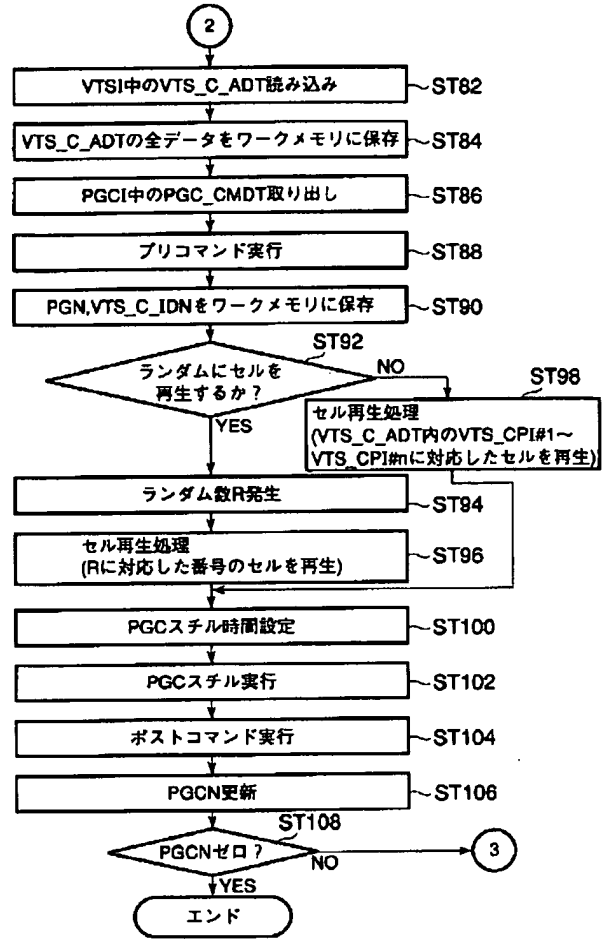 2
VTSI中のVTS_C_ADT読み込み
ST82
VTS_C_ADTの全データをワークメモリに保存
ST84
PGCI中のPGC_CMDT取り出し
ST86
プリコマンド実行
ST88
PGN,VTS_C_IDNをワークメモリに保存
ST90
ST92
ランダムにセルを
再生するか?
NO
YES
ST98
セル再生処理
(VTS_C_ADT内のVTS_CPI#1~
VTS_CPI#nに対応したセルを再生)
ランダム数R発生
ST94
セル再生処理
(Rに対応した番号のセルを再生)
ST96
PGCスチル時間設定
ST100
PGCスチル実行
ST102
ポストコマンド実行
ST104
PGCN更新
ST106
ST108
PGCNゼロ?
NO
3
YES
エンド